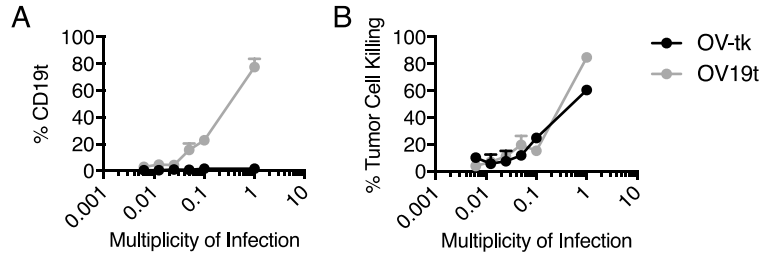 A
% CD19t
100
80
60
40
20
0
0.001
0.01
0.1
1
10
Multiplicity of Infection
B
% Tumor Cell Killing
100
80
60
40
20
0
0.001
0.01
0.1
1
10
Multiplicity of Infection
OV-tk
OV19t